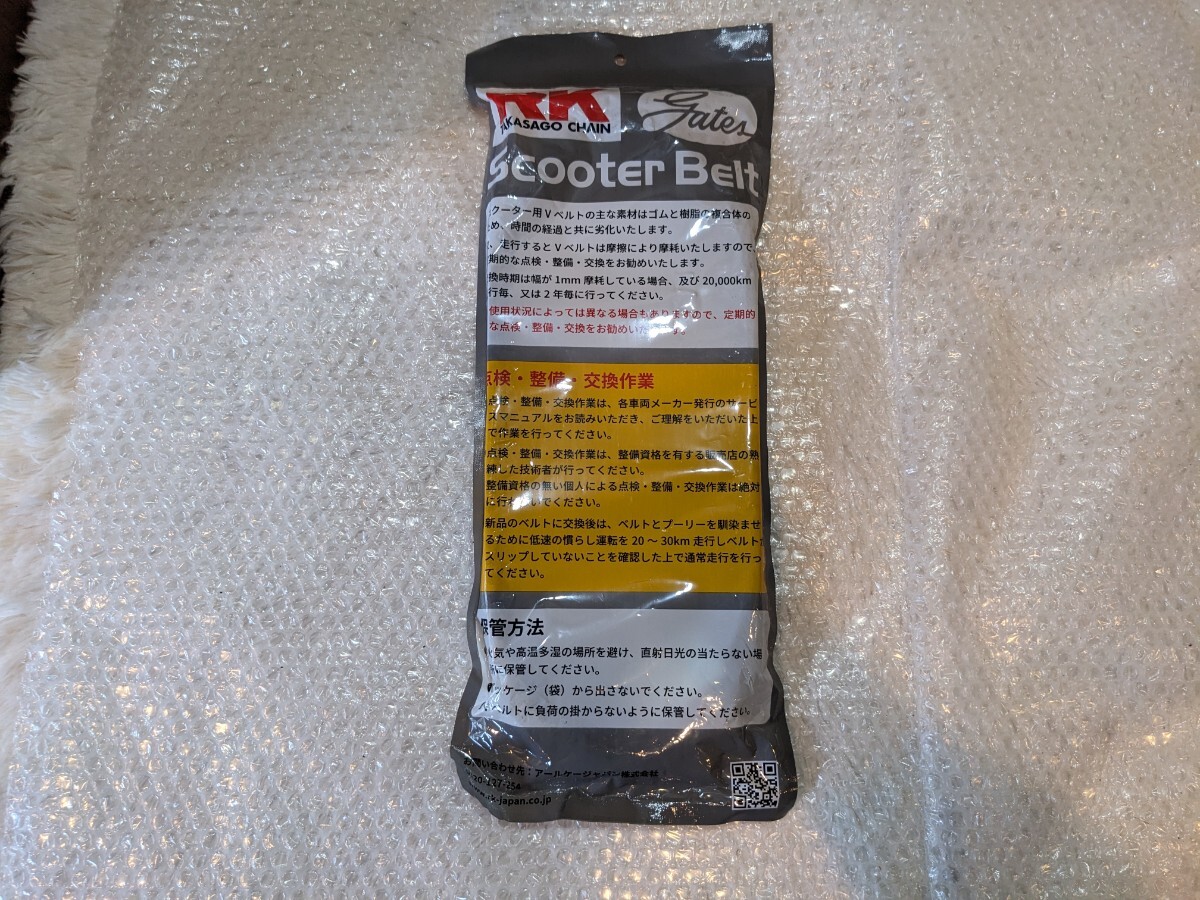 RK
TAKASAGO CHAIN
Gates
Scooter Belt
クーター用Vベルトの主な素材はゴムと樹脂の複合体の
め、時間の経過と共に劣化いたします。
走行するとVベルトは摩擦により摩耗いたしますので
期的な点検・整備・交換をお勧めいたします。
換時期は幅が1mm摩耗している場合、及び20,000km
行毎、又は2年毎に行ってください。
使用状況によっては異なる場合もありますので、定期的
な点検・整備・交換をお勧めいたします。
点検・整備・交換作業
点検・整備・交換作業は、各車両メーカー発行のサービ
スマニュアルをお読みいただき、ご理解をいただいた上
で作業を行ってください。
点検・整備・交換作業は、整備資格を有する販売店の熟
練した技術者が行ってください。
整備資格の無い個人による点検・整備・交換作業は絶対
に行わないでください。
新品のベルトに交換後は、ベルトとプーリーを馴染ませ
るために低速の慣らし運転を20〜30km走行しベルトが
スリップしていないことを確認した上で通常走行を行っ
てください。
保管方法
火気や高温多湿の場所を避け、直射日光の当たらない場
に保管してください。
パッケージ（袋）から出さないでください。
ベルトに負荷の掛からないように保管してください。
お問い合わせ先：アールケージャパン株式会社
20-127-254
www.rk-japan.co.jp